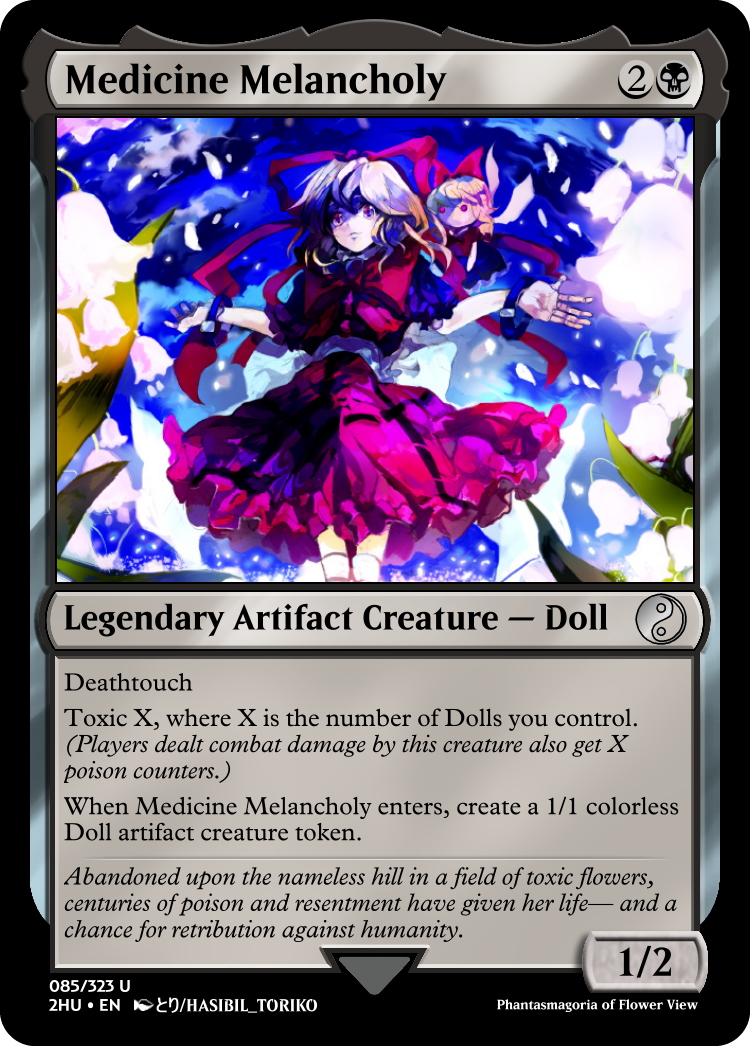 Medicine Melancholy 2
Legendary Artifact Creature — Doll
Deathtouch
Toxic X, where X is the number of Dolls you control.
(Players dealt combat damage by this creature also get X
poison counters.)
When Medicine Melancholy enters, create a 1/1 colorless
Doll artifact creature token.
Abandoned upon the nameless hill in a field of toxic flowers,
centuries of poison and resentment have given her life— and a
chance for retribution against humanity.
1/2
085/323 U
2HU • EN とり/HASIBIL_TORIKO
Phantasmagoria of Flower View